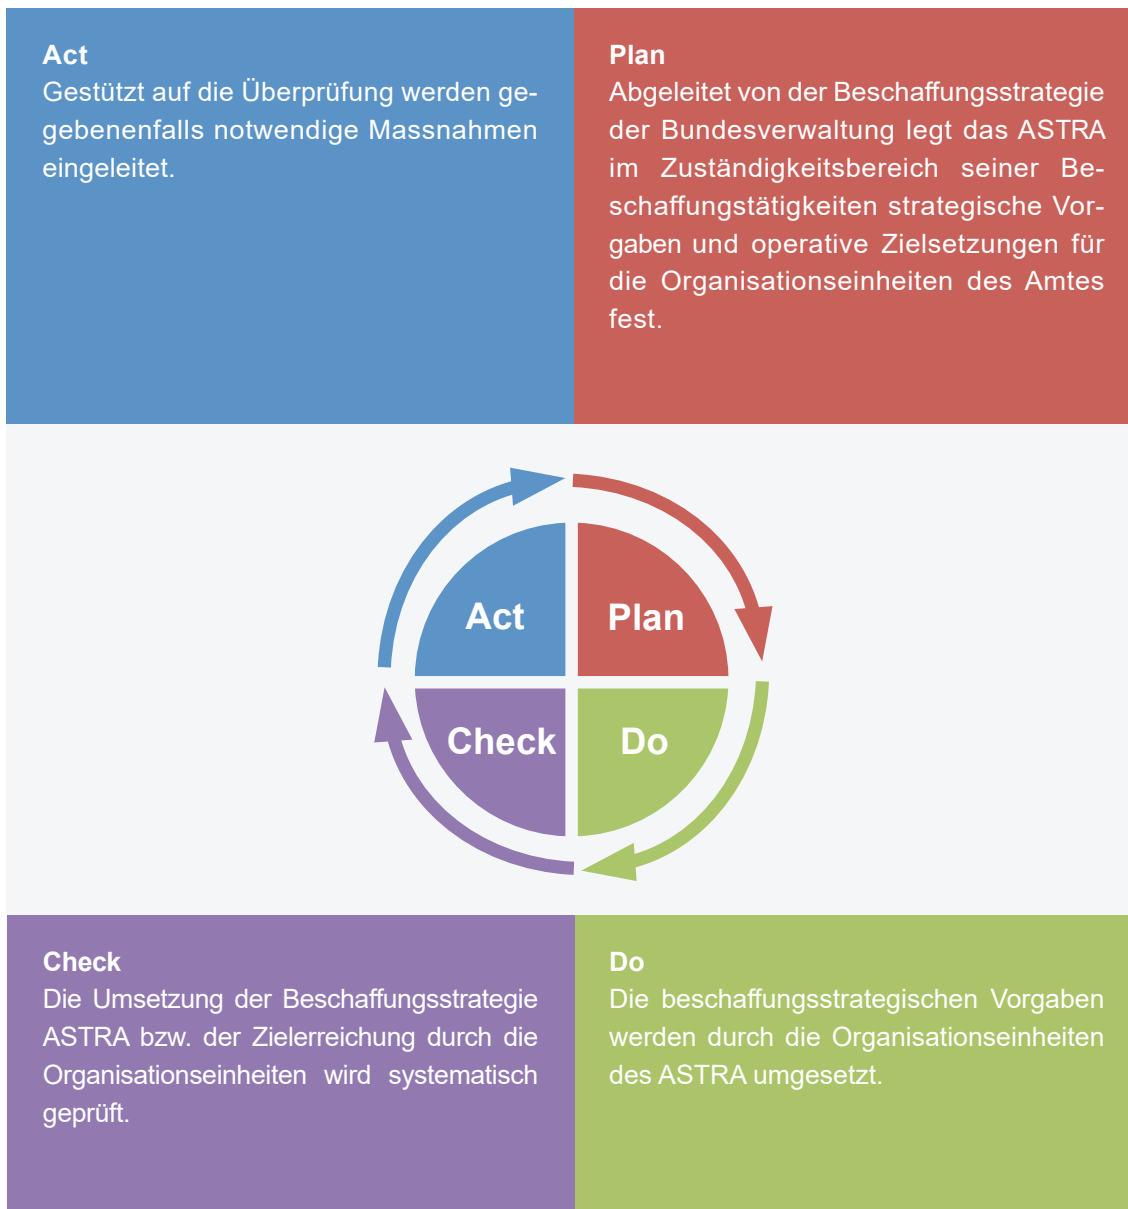 Act
Gestützt auf die Überprüfung werden ge-
gebenenfalls notwendige Massnahmen
eingeleitet.
Plan
Abgeleitet von der Beschaffungsstrategie
der Bundesverwaltung legt das ASTRA
im Zuständigkeitsbereich seiner Be-
schaffungstätigkeiten strategische Vor-
gaben und operative Zielsetzungen für
die Organisationseinheiten des Amtes
fest.
Act
Plan
Check
Do
Check
Die Umsetzung der Beschaffungsstrategie
ASTRA bzw. der Zielerreichung durch die
Organisationseinheiten wird systematisch
geprüft.
Do
Die beschaffungsstrategischen Vorgaben
werden durch die Organisationseinheiten
des ASTRA umgesetzt.